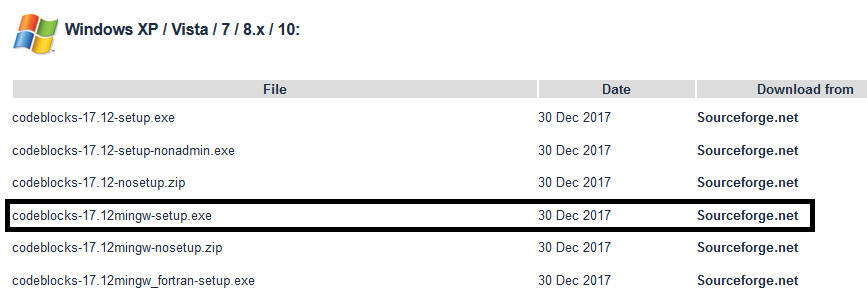 Windows XP / Vista / 7 / 8.x / 10:
File Date Download from
codeblocks-17.12-setup.exe 30 Dec 2017 Sourceforge.net
codeblocks-17.12-setup-nonadmin.exe 30 Dec 2017 Sourceforge.net
codeblocks-17.12-nosetup.zip 30 Dec 2017 Sourceforge.net
codeblocks-17.12mingw-setup.exe 30 Dec 2017 Sourceforge.net
codeblocks-17.12mingw-nosetup.zip 30 Dec 2017 Sourceforge.net
codeblocks-17.12mingw_fortran-setup.exe 30 Dec 2017 Sourceforge.net